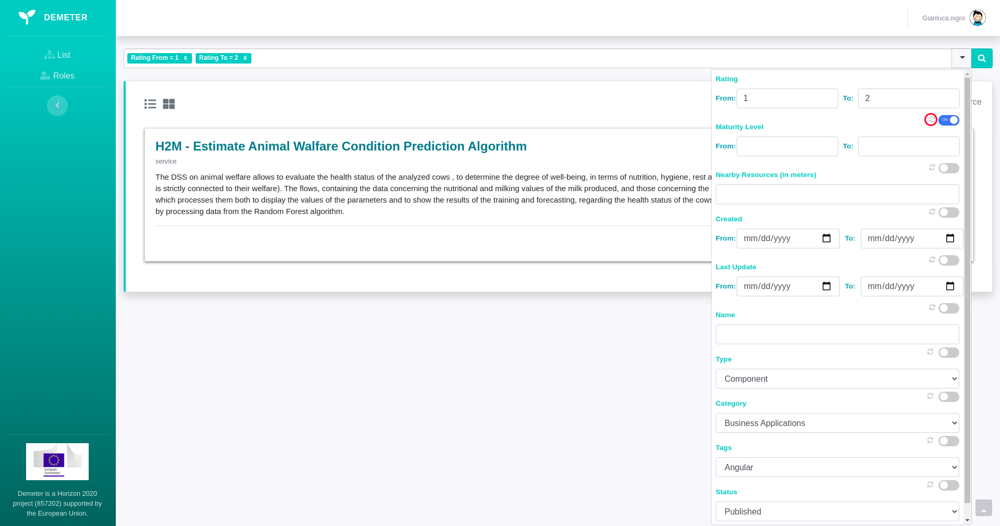 DEMETER
Gianluca.isgro
List
Roles
Rating From = 1 x Rating To = 2 x
rce
H2M - Estimate Animal Welfare Condition Prediction Algorithm
service
The DSS on animal welfare allows to evaluate the health status of the analyzed cows , to determine the degree of well-being, in terms of nutrition, hygiene, rest a
is strictly connected to their welfare). The flows, containing the data concerning the nutritional and milking values of the milk produced, and those concerning the
which processes them both to display the values of the parameters and to show the results of the training and forecasting, regarding the health status of the cows
by processing data from the Random Forest algorithm.
Rating
From: 1 To: 2
ON
Maturity Level
From: To:
Nearby Resources (in meters)
Created
From: mm/dd/yyyy To: mm/dd/yyyy
Last Update
From: mm/dd/yyyy To: mm/dd/yyyy
Name
Type
Component
Category
Business Applications
Tags
Angular
Status
Published
European
Commission
Demeter is a Horizon 2020
project (857202) supported by
the European Union.